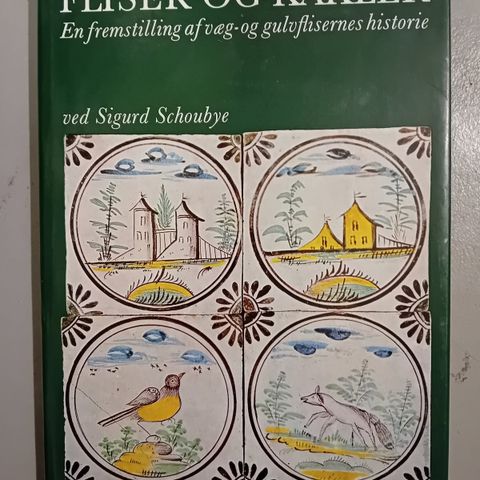 FLISER OG KAKLER
En fremstilling af væg- og gulvflisernes historie
ved Sigurd Schoubye